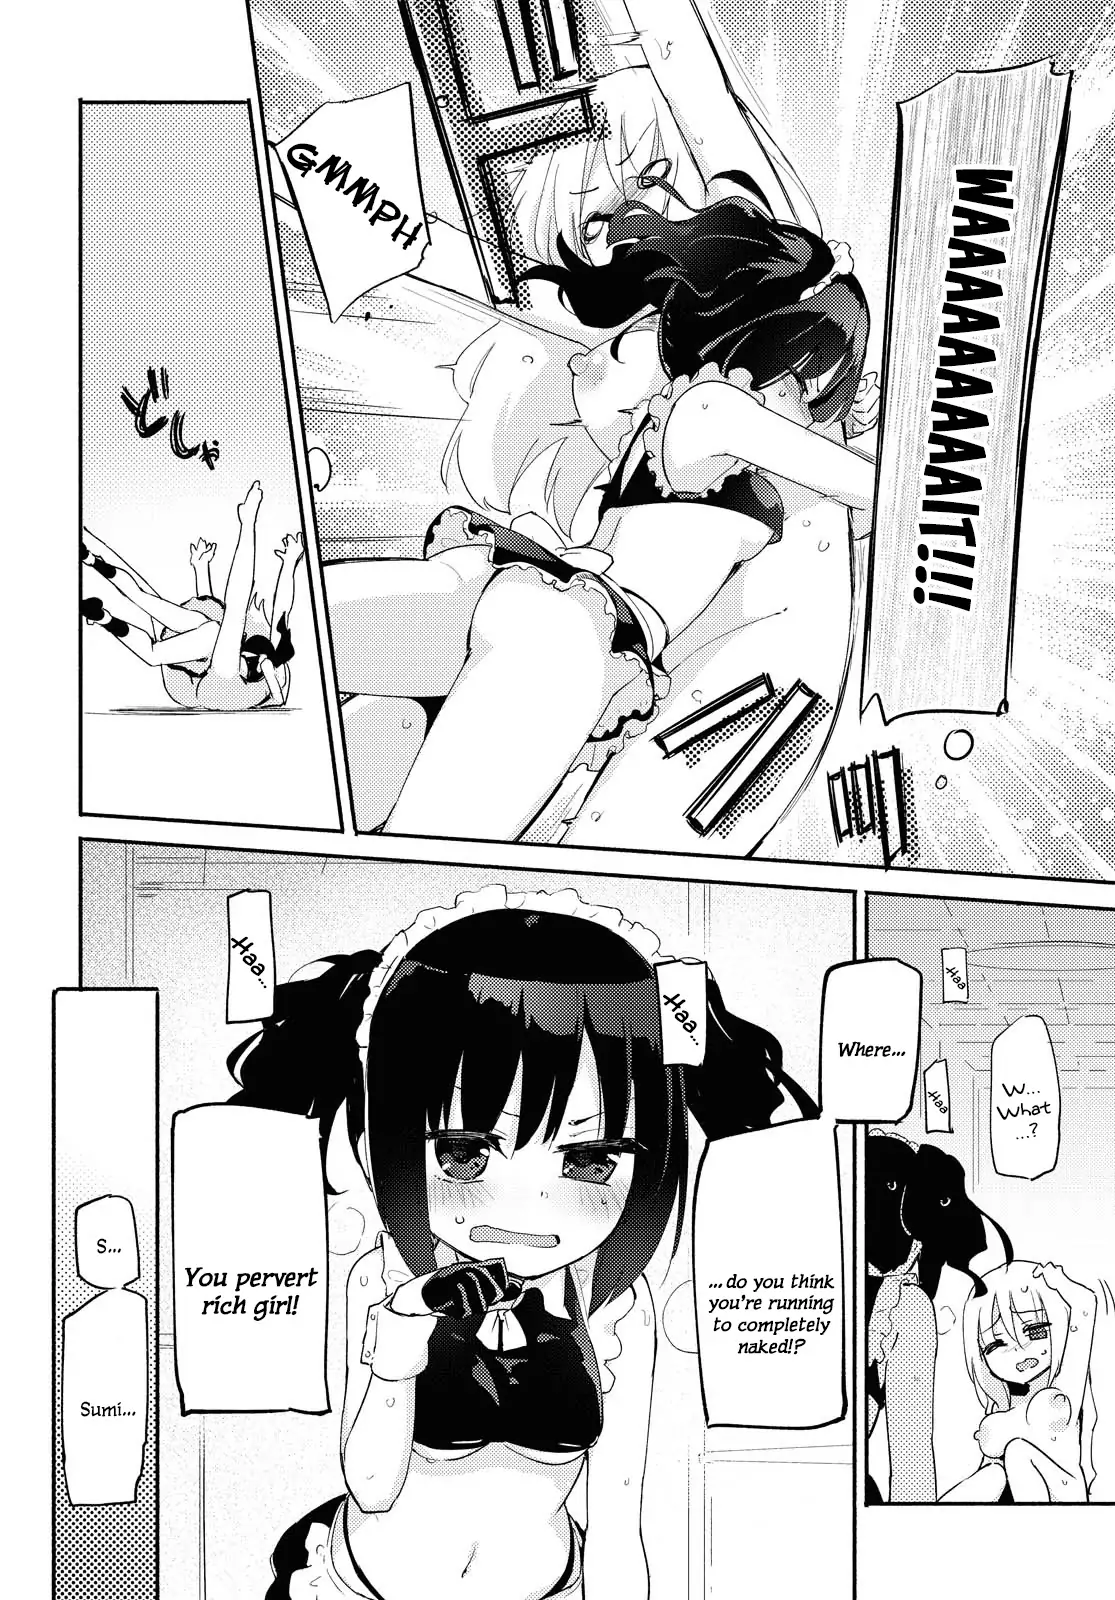 WAAAAAAAAAIT!!!
GMMPH
どしゃ
Haa...
W...
What
...?
Haa
Where...
...do you think
you're running
to completely
naked!?
Haa...
Haa...
You pervert
rich girl!
S...
Sumi...